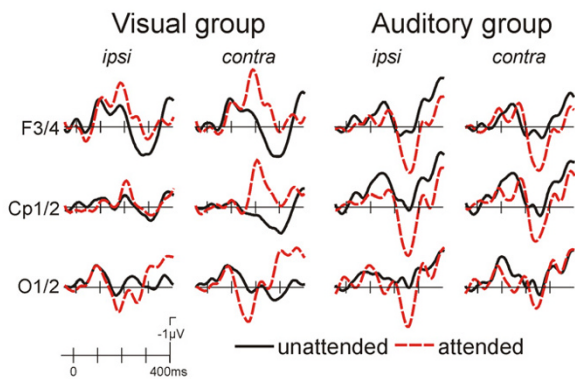 Visual group Auditory group
ipsi contra ipsi contra
F3/4
Cp1/2
O1/2
-1µV
unattended attended
0 400ms